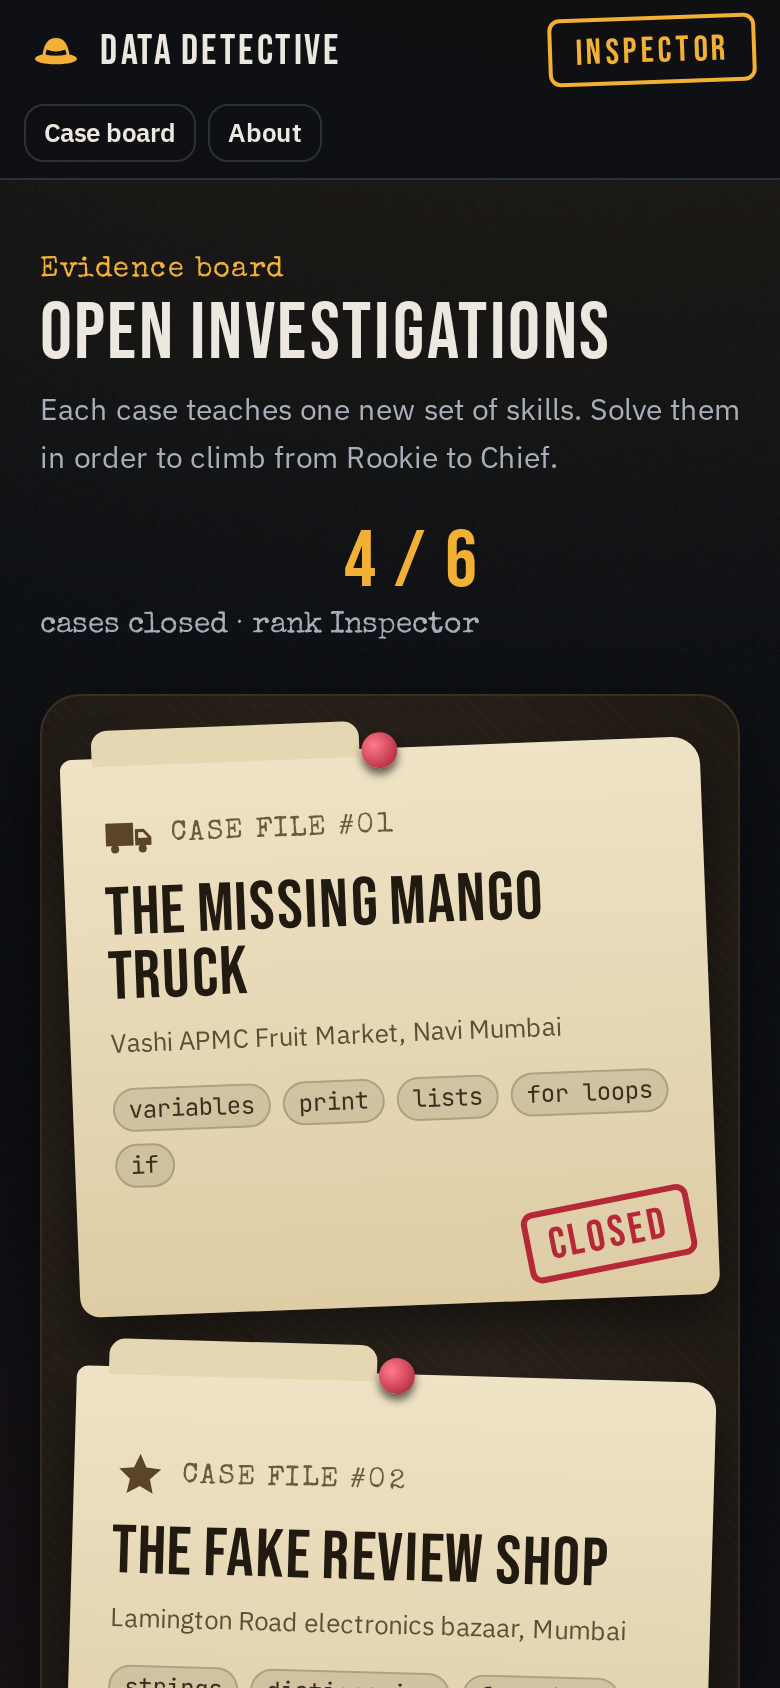 DATA DETECTIVE
INSPECTOR
Case board
About
Evidence board
OPEN INVESTIGATIONS
Each case teaches one new set of skills. Solve them
in order to climb from Rookie to Chief.
4 / 6
cases closed · rank Inspector
CASE FILE #01
THE MISSING MANGO
TRUCK
Vashi APMC Fruit Market, Navi Mumbai
variables print lists for loops
if
CLOSED
CASE FILE #02
THE FAKE REVIEW SHOP
Lamington Road electronics bazaar, Mumbai
strings